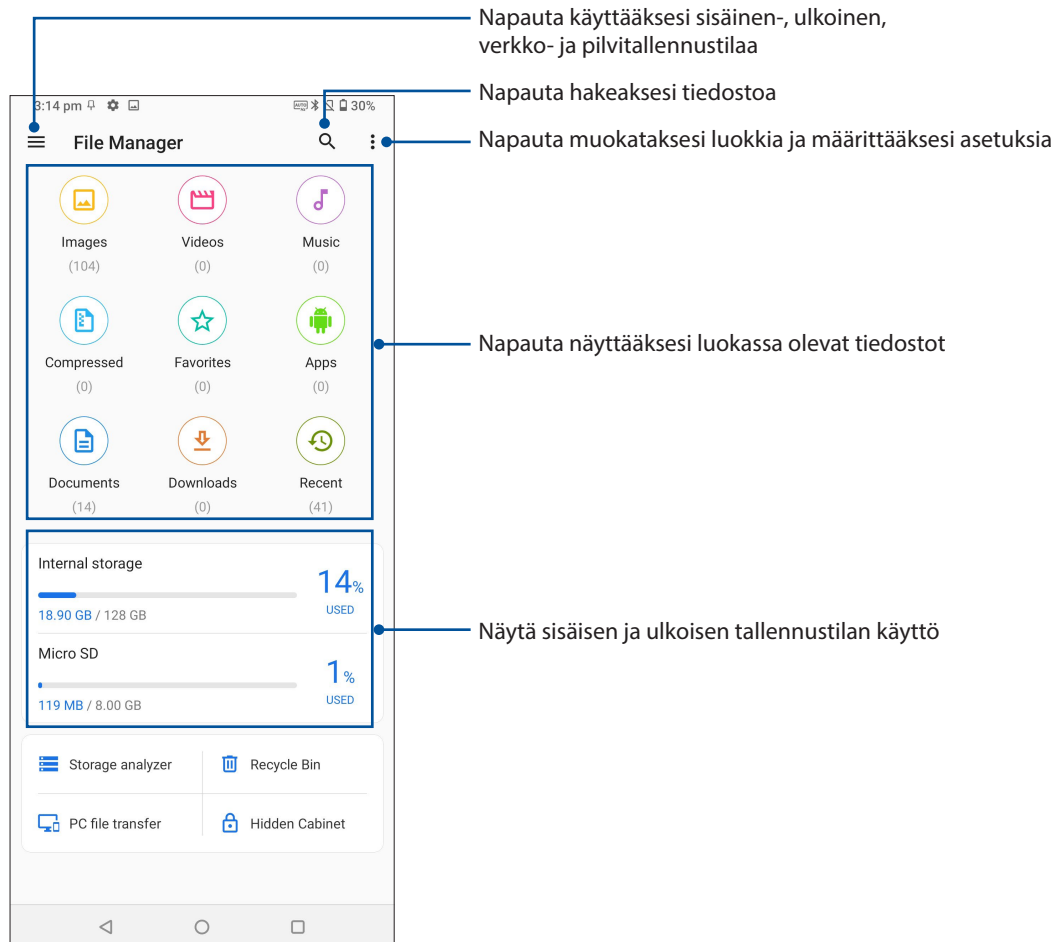 Napauta käyttääksesi sisäinen-, ulkoinen,
verkko- ja pilvitallennustilaa
Napauta hakeaksesi tiedostoa
Napauta muokataksesi luokkia ja määrittääksesi asetuksia
3:14 pm 30%
File Manager
Images Videos Music
(104) (0) (0)
Compressed Favorites Apps
(0) (0) (0)
Napauta näyttääksesi luokassa olevat tiedostot
Documents Downloads Recent
(14) (0) (41)
Internal storage
14%
18.90 GB / 128 GB USED
Näytä sisäisen ja ulkoisen tallennustilan käyttö
Micro SD
1%
119 MB / 8.00 GB USED
Storage analyzer Recycle Bin
PC file transfer Hidden Cabinet